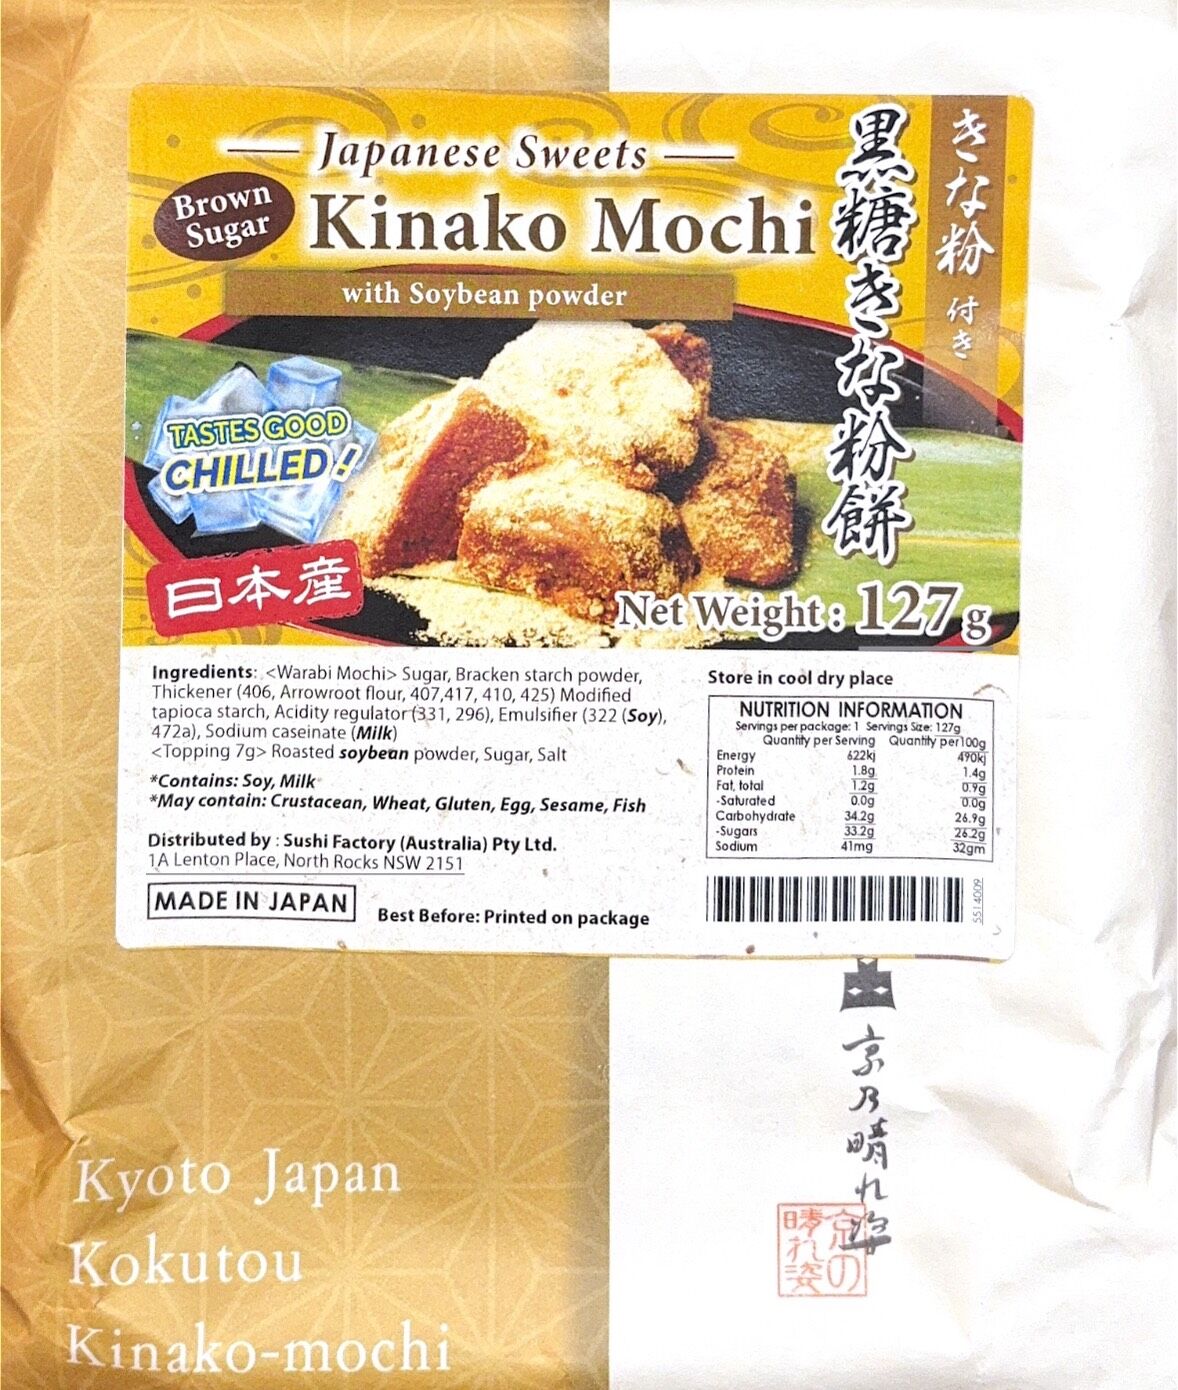 Japanese Sweets
Brown
Sugar
Kinako Mochi
with Soybean powder
黒糖きな粉餅
きな粉 付き
TASTES GOOD
CHILLED!
日本産
Net Weight : 127 g
Ingredients: <Warabi Mochi> Sugar, Bracken starch powder,
Thickener (406, Arrowroot flour, 407,417, 410, 425) Modified
tapioca starch, Acidity regulator (331, 296), Emulsifier (322 (Soy),
472a), Sodium caseinate (Milk)
<Topping 7g> Roasted soybean powder, Sugar, Salt
*Contains: Soy, Milk
*May contain: Crustacean, Wheat, Gluten, Egg, Sesame, Fish
Distributed by : Sushi Factory (Australia) Pty Ltd.
1A Lenton Place, North Rocks NSW 2151
MADE IN JAPAN
Best Before: Printed on package
Store in cool dry place
NUTRITION INFORMATION
Servings per package: 1 Servings Size: 127g
Quantity per Serving Quantity per100g
Energy 622kj 490kj
Protein 1.8g 1.4g
Fat, total 1.2g 0.9g
-Saturated 0.0g 0.0g
Carbohydrate 34.2g 26.9g
-Sugars 33.2g 26.2g
Sodium 41mg 32gm
5514009
京乃晴れ姿
京の
晴れ姿
Kyoto Japan
Kokutou
Kinako-mochi